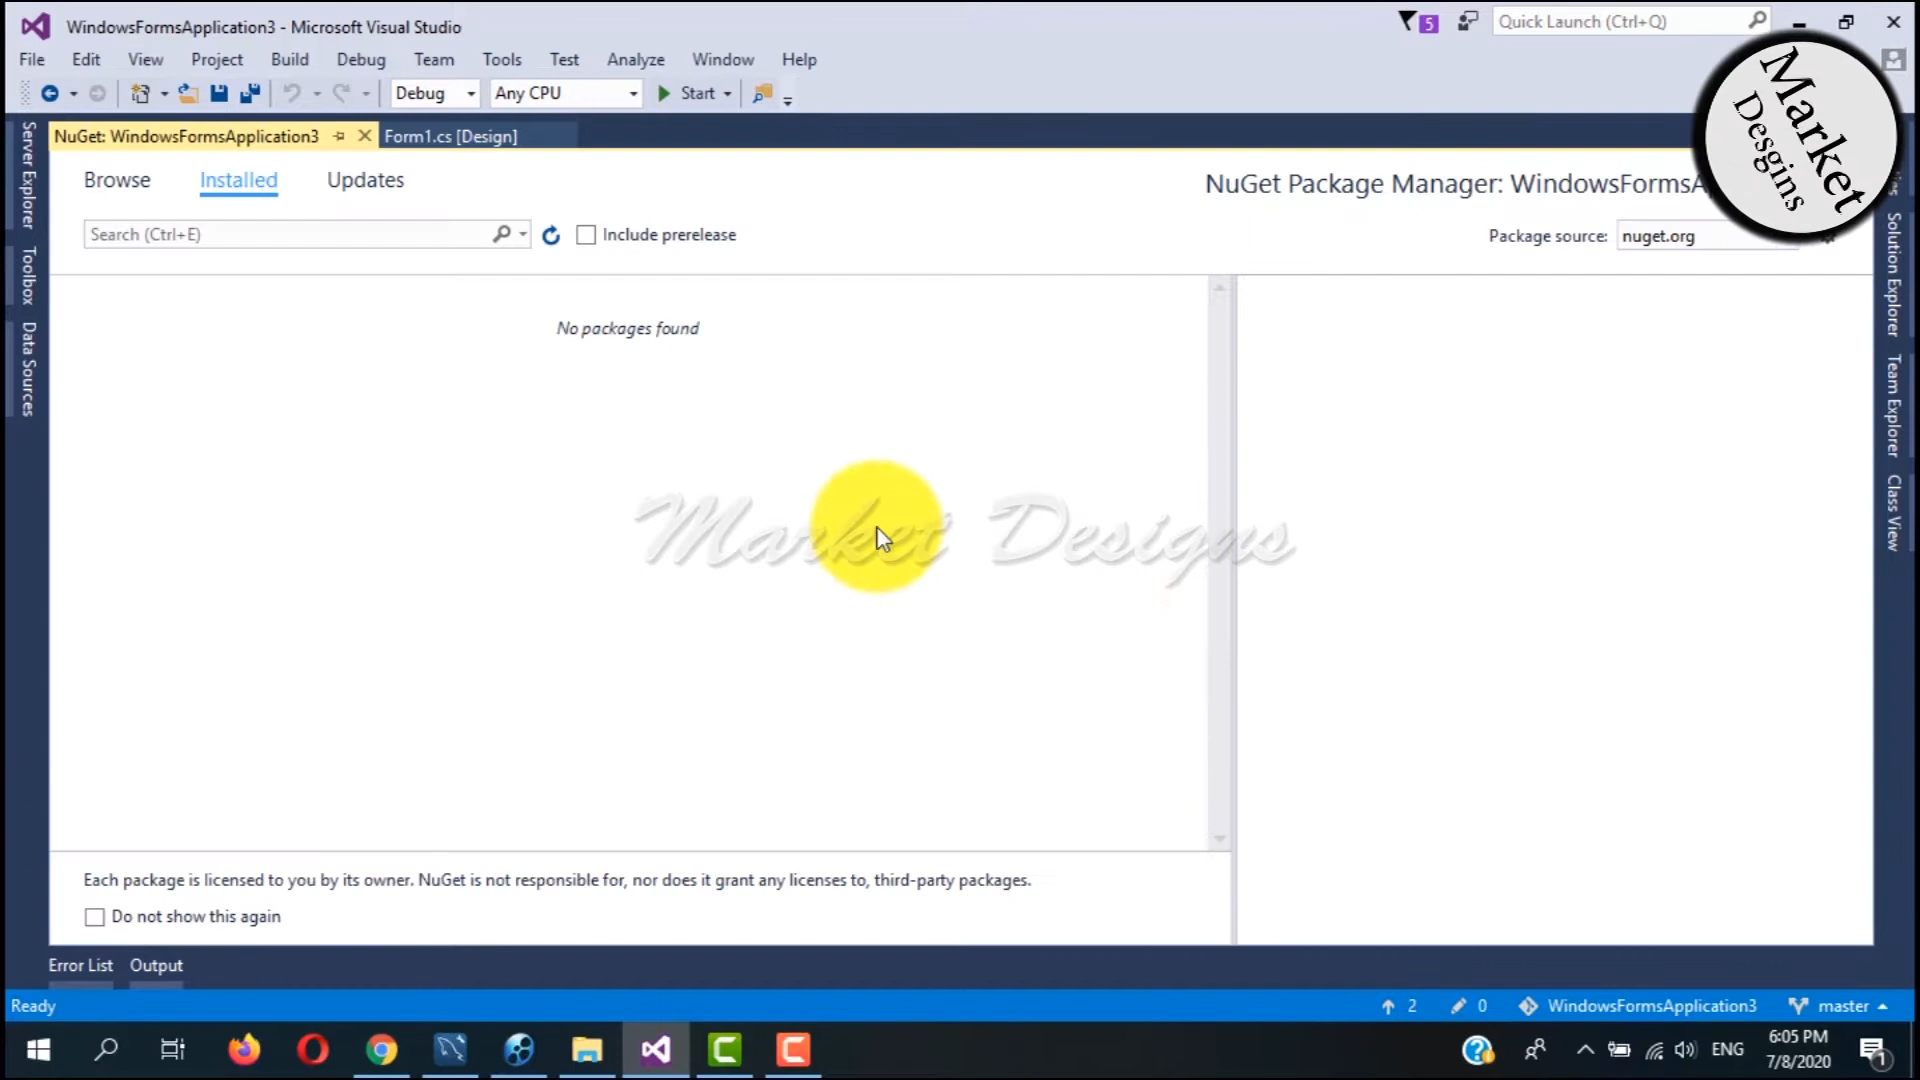 WindowsFormsApplication3 - Microsoft Visual Studio
5
Quick Launch (Ctrl+Q)
File Edit View Project Build Debug Team Tools Test Analyze Window Help
Debug Any CPU Start
Market
Desgins
NuGet: WindowsFormsApplication3
Form1.cs [Design]
Server Explorer
Toolbox
Data Sources
Browse Installed Updates
NuGet Package Manager: WindowsFormsA
Search (Ctrl+E)
Include prerelease
Package source: nuget.org
Solution Explorer
Team Explorer
Class View
No packages found
Market Designs
Each package is licensed to you by its owner. NuGet is not responsible for, nor does it grant any licenses to, third-party packages.
Do not show this again
Error List Output
Ready
2 0 WindowsFormsApplication3 master
ENG
6:05 PM
7/8/2020
1